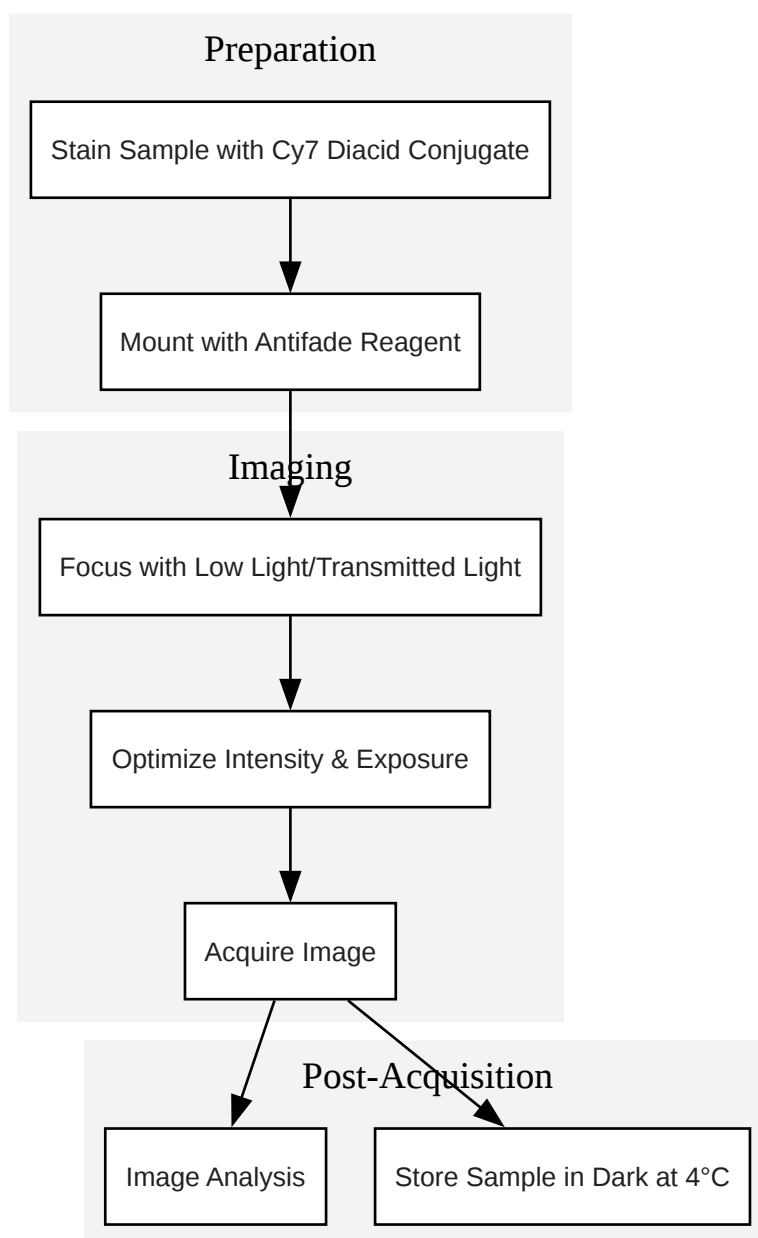 Preparation
Stain Sample with Cy7 Diacid Conjugate
Mount with Antifade Reagent
Imaging
Focus with Low Light/Transmitted Light
Optimize Intensity & Exposure
Acquire Image
Post-Acquisition
Image Analysis
Store Sample in Dark at 4°C